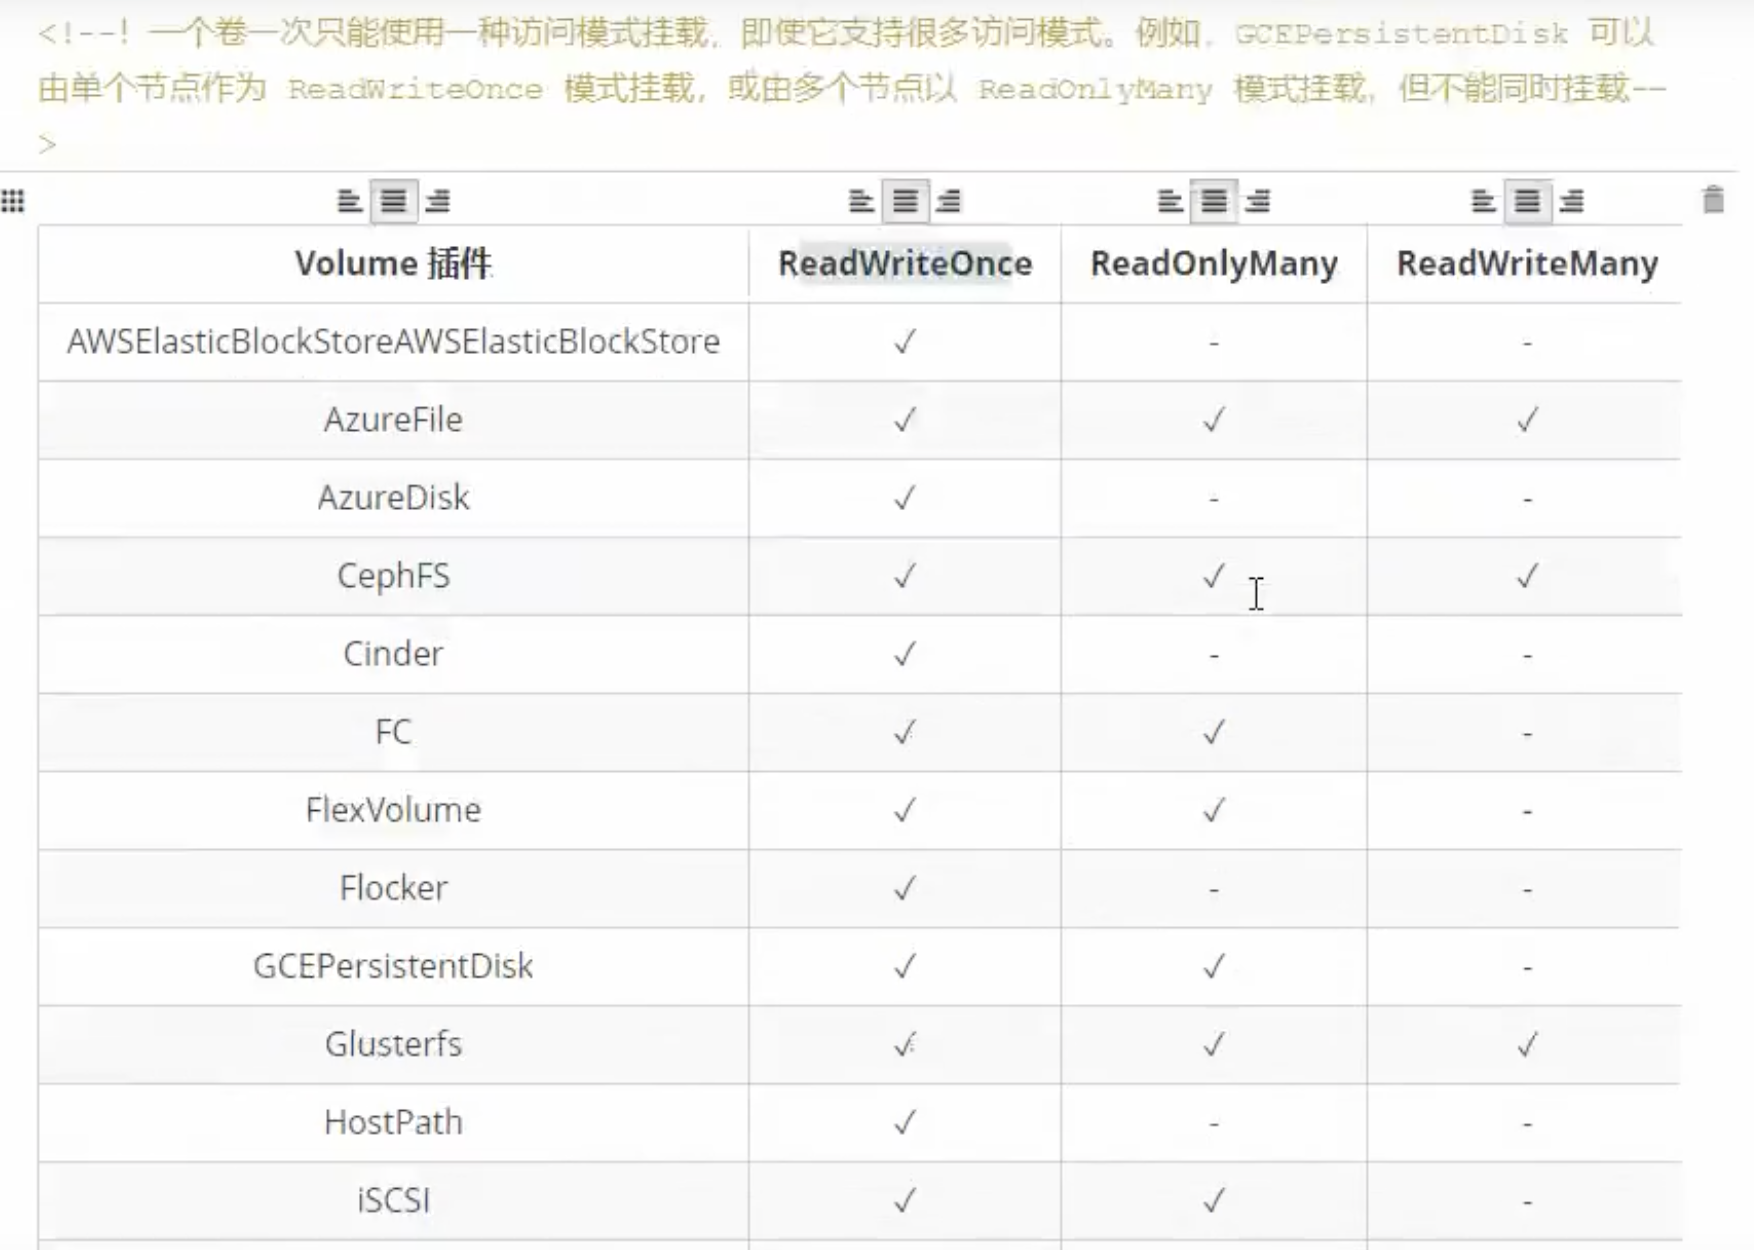 <!--! 一个卷一次只能使用一种访问模式挂载，即使它支持很多访问模式。例如，GCEPersistentDisk 可以
由单个节点作为 ReadWriteOnce 模式挂载，或由多个节点以 ReadOnlyMany 模式挂载，但不能同时挂载--
>
Volume 插件 ReadWriteOnce ReadOnlyMany ReadWriteMany
AWSElasticBlockStoreAWSElasticBlockStore ✓ - -
AzureFile ✓ ✓ ✓
AzureDisk ✓ - -
CephFS ✓ ✓ ✓
Cinder ✓ - -
FC ✓ ✓ -
FlexVolume ✓ ✓ -
Flocker ✓ - -
GCEPersistentDisk ✓ ✓ -
Glusterfs ✓ ✓ ✓
HostPath ✓ - -
iSCSI ✓ ✓ -